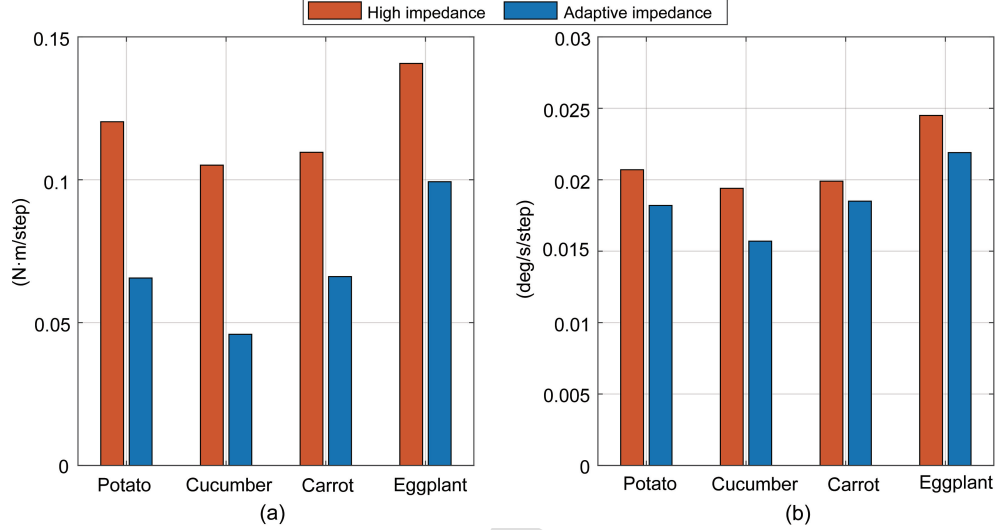 High impedance Adaptive impedance
(N·m/step)
0.15
0.1
0.05
0
Potato Cucumber Carrot Eggplant
(a)
(deg/s/step)
0.03
0.025
0.02
0.015
0.01
0.005
0
Potato Cucumber Carrot Eggplant
(b)